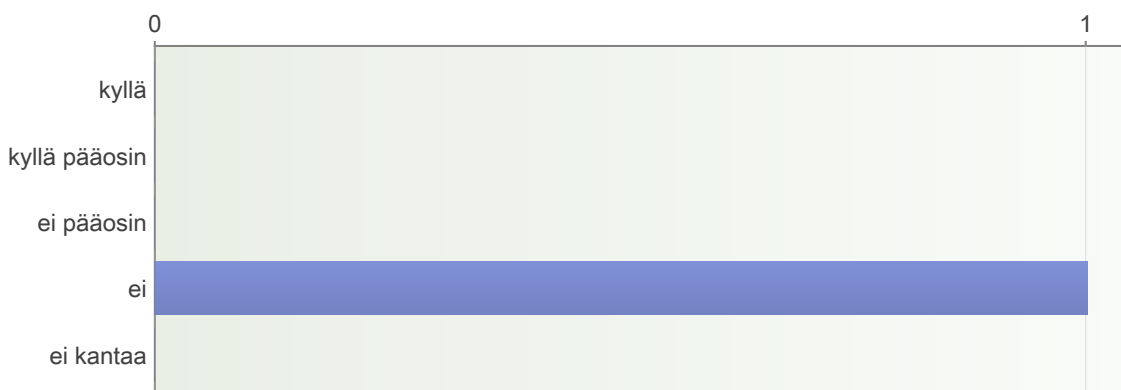 0 1
kyllä
kyllä pääosin
ei pääosin
ei
ei kantaa